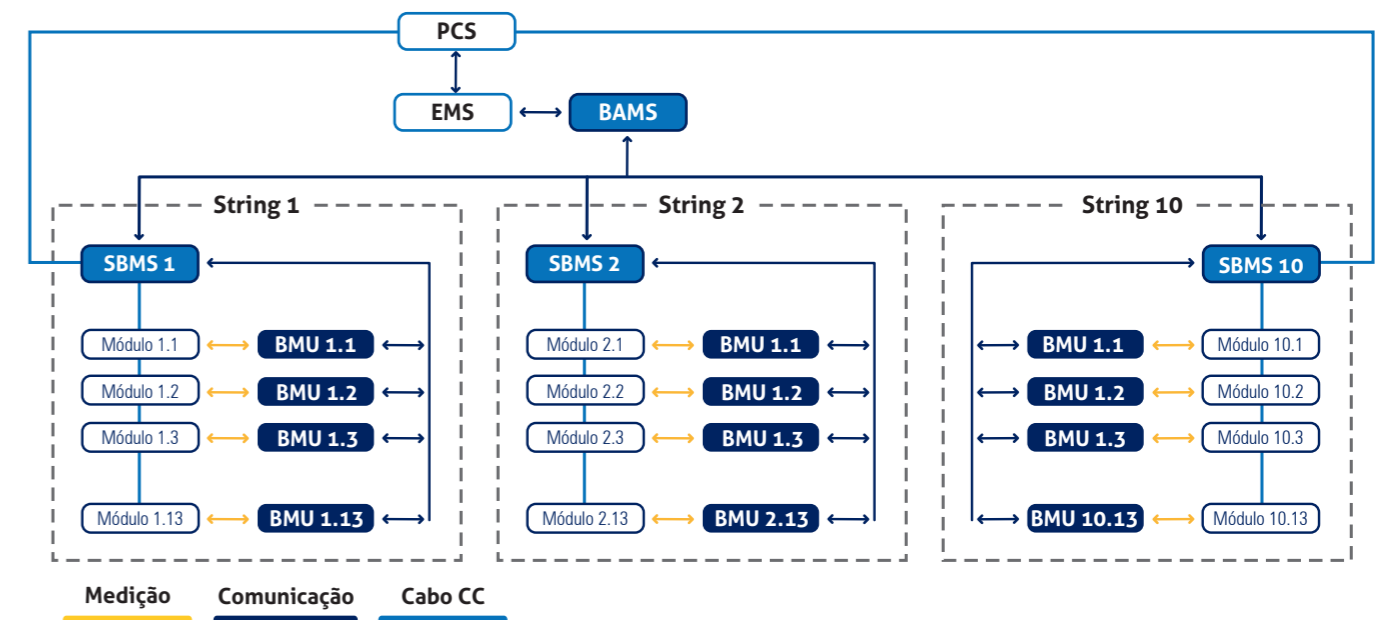 PCS
EMS
BAMS
String 1
String 2
String 10
SBMS 1
SBMS 2
SBMS 10
Módulo 1.1
BMU 1.1
Módulo 2.1
BMU 1.1
BMU 1.1
Módulo 10.1
Módulo 1.2
BMU 1.2
Módulo 2.2
BMU 1.2
BMU 1.2
Módulo 10.2
Módulo 1.3
BMU 1.3
Módulo 2.3
BMU 1.3
BMU 1.3
Módulo 10.3
Módulo 1.13
BMU 1.13
Módulo 2.13
BMU 2.13
BMU 10.13
Módulo 10.13
Medição
Comunicação
Cabo CC